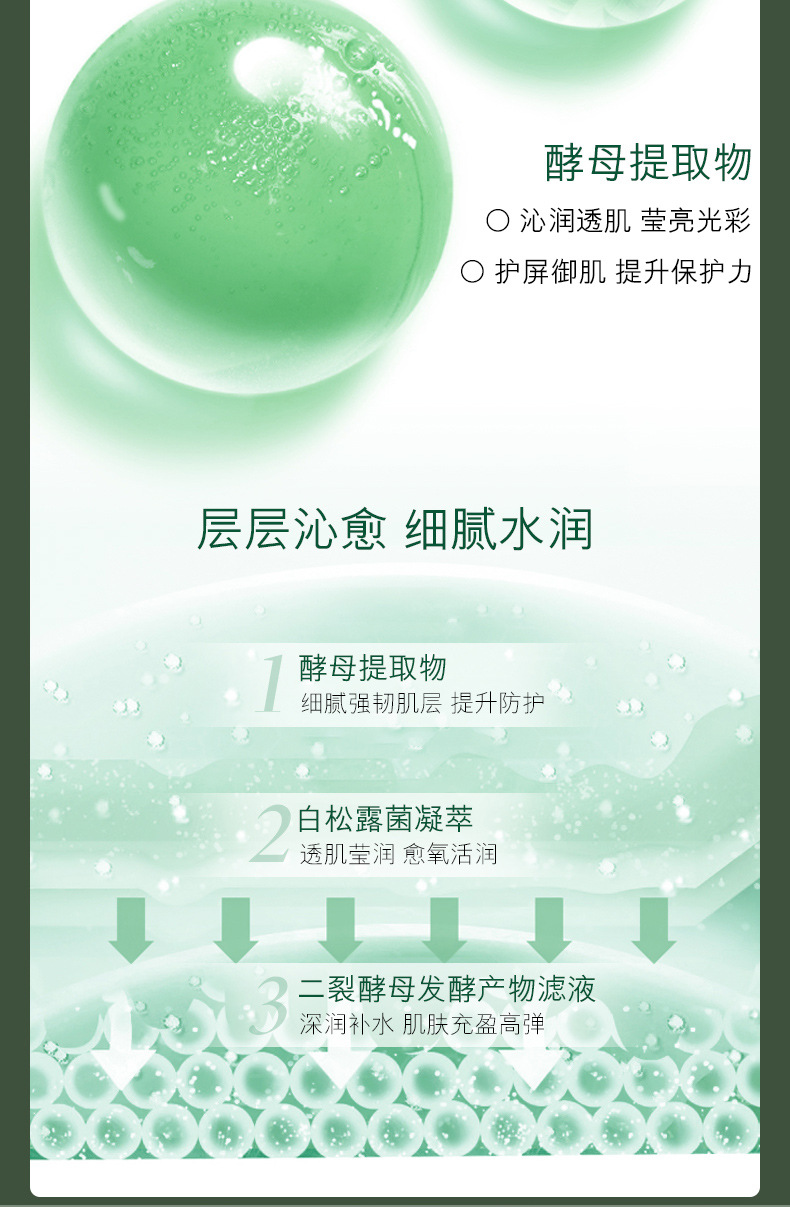 酵母提取物
○ 沁润透肌 莹亮光彩
○ 护屏御肌 提升保护力
层层沁愈 细腻水润
1 酵母提取物
细腻强韧肌层 提升防护
2 白松露菌凝萃
透肌莹润 愈氧活润
3 二裂酵母发酵产物滤液
深润补水 肌肤充盈高弹